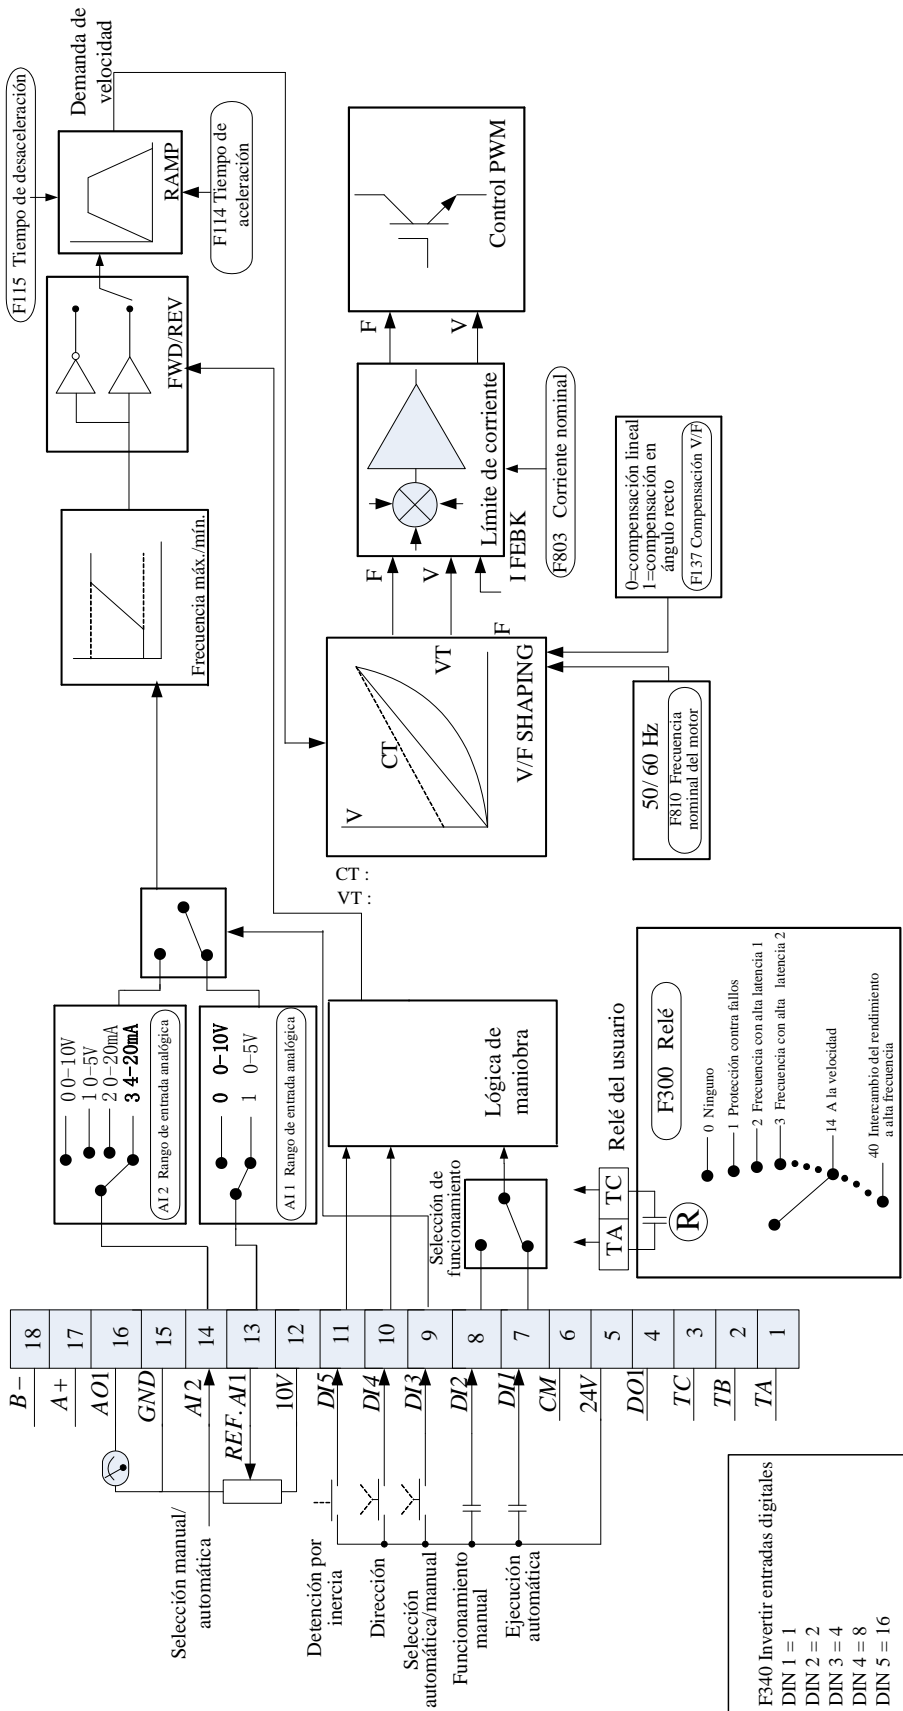 F115 Tiempo de desaceleración
Demanda de
velocidad
RAMP
F114 Tiempo de
aceleración
FWD/REV
Frecuencia máx./mín.
0 0-10V
1 0-5V
2 0-20mA
3 4-20mA
AI 2 Rango de entrada analógica
0 0-10V
1 0-5V
AI 1 Rango de entrada analógica
Control PWM
F
V
Límite de corriente
F803 Corriente nominal
I FEBK
F
V
V
CT
VT
F
V/F SHAPING
CT :
VT :
0=compensación lineal
1=compensación en
ángulo recto
F137 Compensación V/F
50/ 60 Hz
F810 Frecuencia
nominal del motor
Lógica de
maniobra
Selección de
funcionamiento
Relé del usuario
TA
TC
R
F300 Relé
0 Ninguno
1 Protección contra fallos
2 Frecuencia con alta latencia 1
3 Frecuencia con alta latencia 2
14 A la velocidad
40 Intercambio del rendimiento
a alta frecuencia
18
17
16
15
14
13
12
11
10
9
8
7
6
5
4
3
2
1
B-
A+
AO1
GND
AI2
REF. AI1
10V
DI5
DI4
DI3
DI2
DI1
CM
24V
DO1
TC
TB
TA
Selección manual/
automática
Detención por
inercia
Dirección
Selección
automática/manual
Funcionamiento
manual
Ejecución
automática
F340 Invertir entradas digitales
DIN 1 = 1
DIN 2 = 2
DIN 3 = 4
DIN 4 = 8
DIN 5 = 16